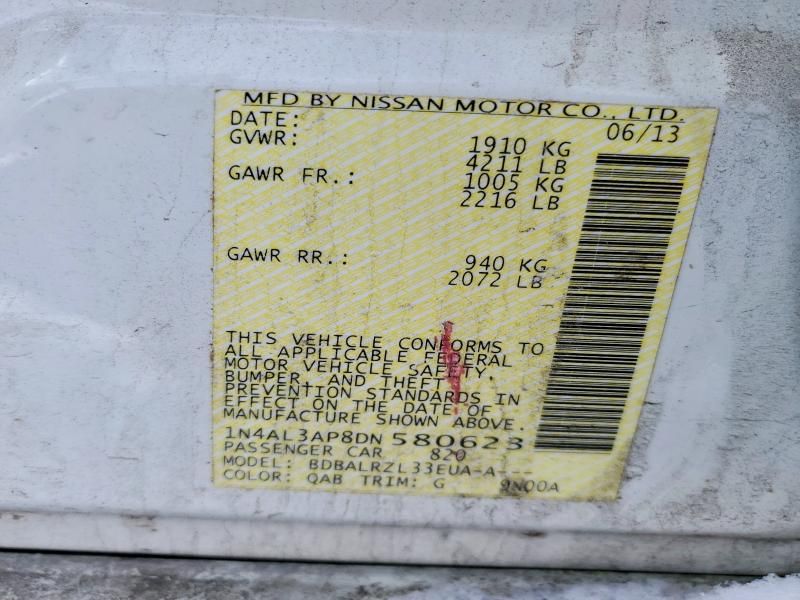 MFD BY NISSAN MOTOR CO., LTD.
DATE: 06/13
GVWR: 1910 KG
4211 LB
GAWR FR.: 1005 KG
2216 LB
GAWR RR.: 940 KG
2072 LB
THIS VEHICLE CONFORMS TO
ALL APPLICABLE FEDERAL
MOTOR VEHICLE SAFETY,
BUMPER, AND THEFT
PREVENTION STANDARDS IN
EFFECT ON THE DATE OF
MANUFACTURE SHOWN ABOVE.
1N4AL3AP8DN 580623
PASSENGER CAR 820
MODEL: BDBALRZL33EUA-A---
COLOR: QAB TRIM: G 9N00A